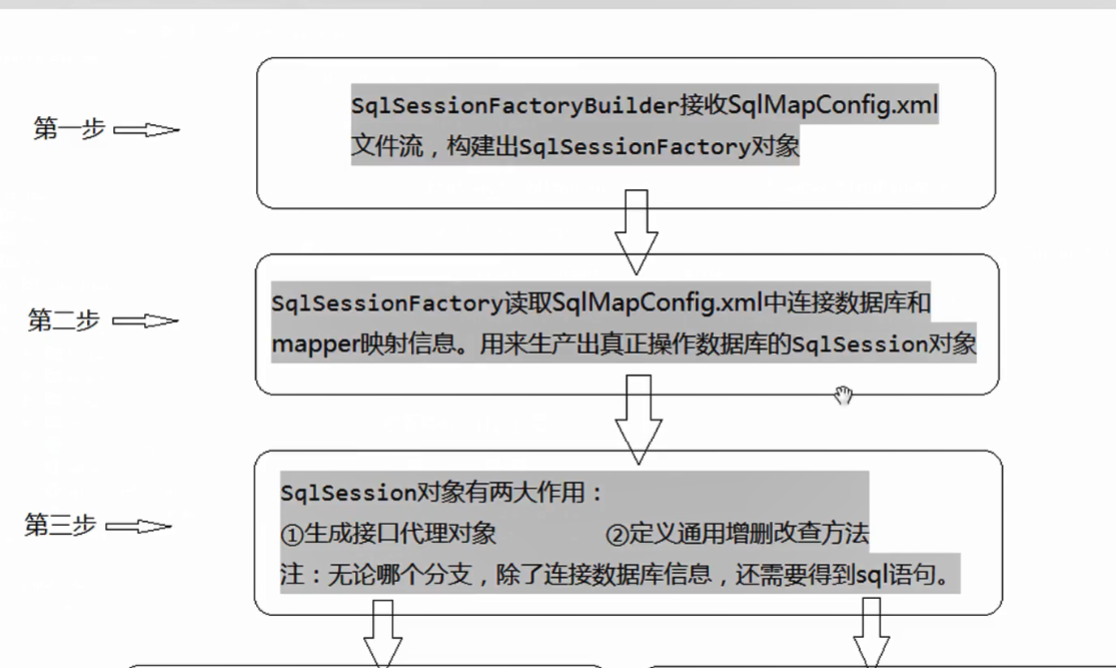 第一步
SqlSessionFactoryBuilder接收SqlMapConfig.xml
文件流，构建出SqlSessionFactory对象
第二步
SqlSessionFactory读取SqlMapConfig.xml中连接数据库和
mapper映射信息。用来生产出真正操作数据库的SqlSession对象
第三步
SqlSession对象有两大作用：
①生成接口代理对象 ②定义通用增删改查方法
注：无论哪个分支，除了连接数据库信息，还需要得到sql语句。